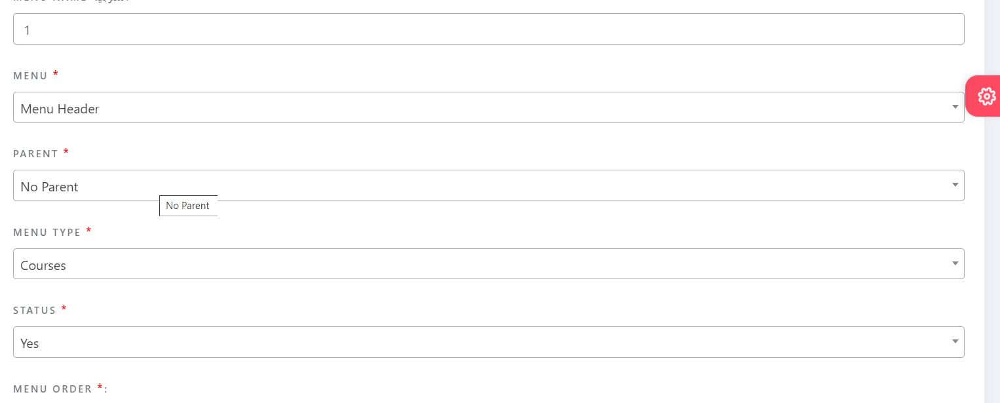 1
MENU *
Menu Header
PARENT *
No Parent
No Parent
MENU TYPE *
Courses
STATUS *
Yes
MENU ORDER *: